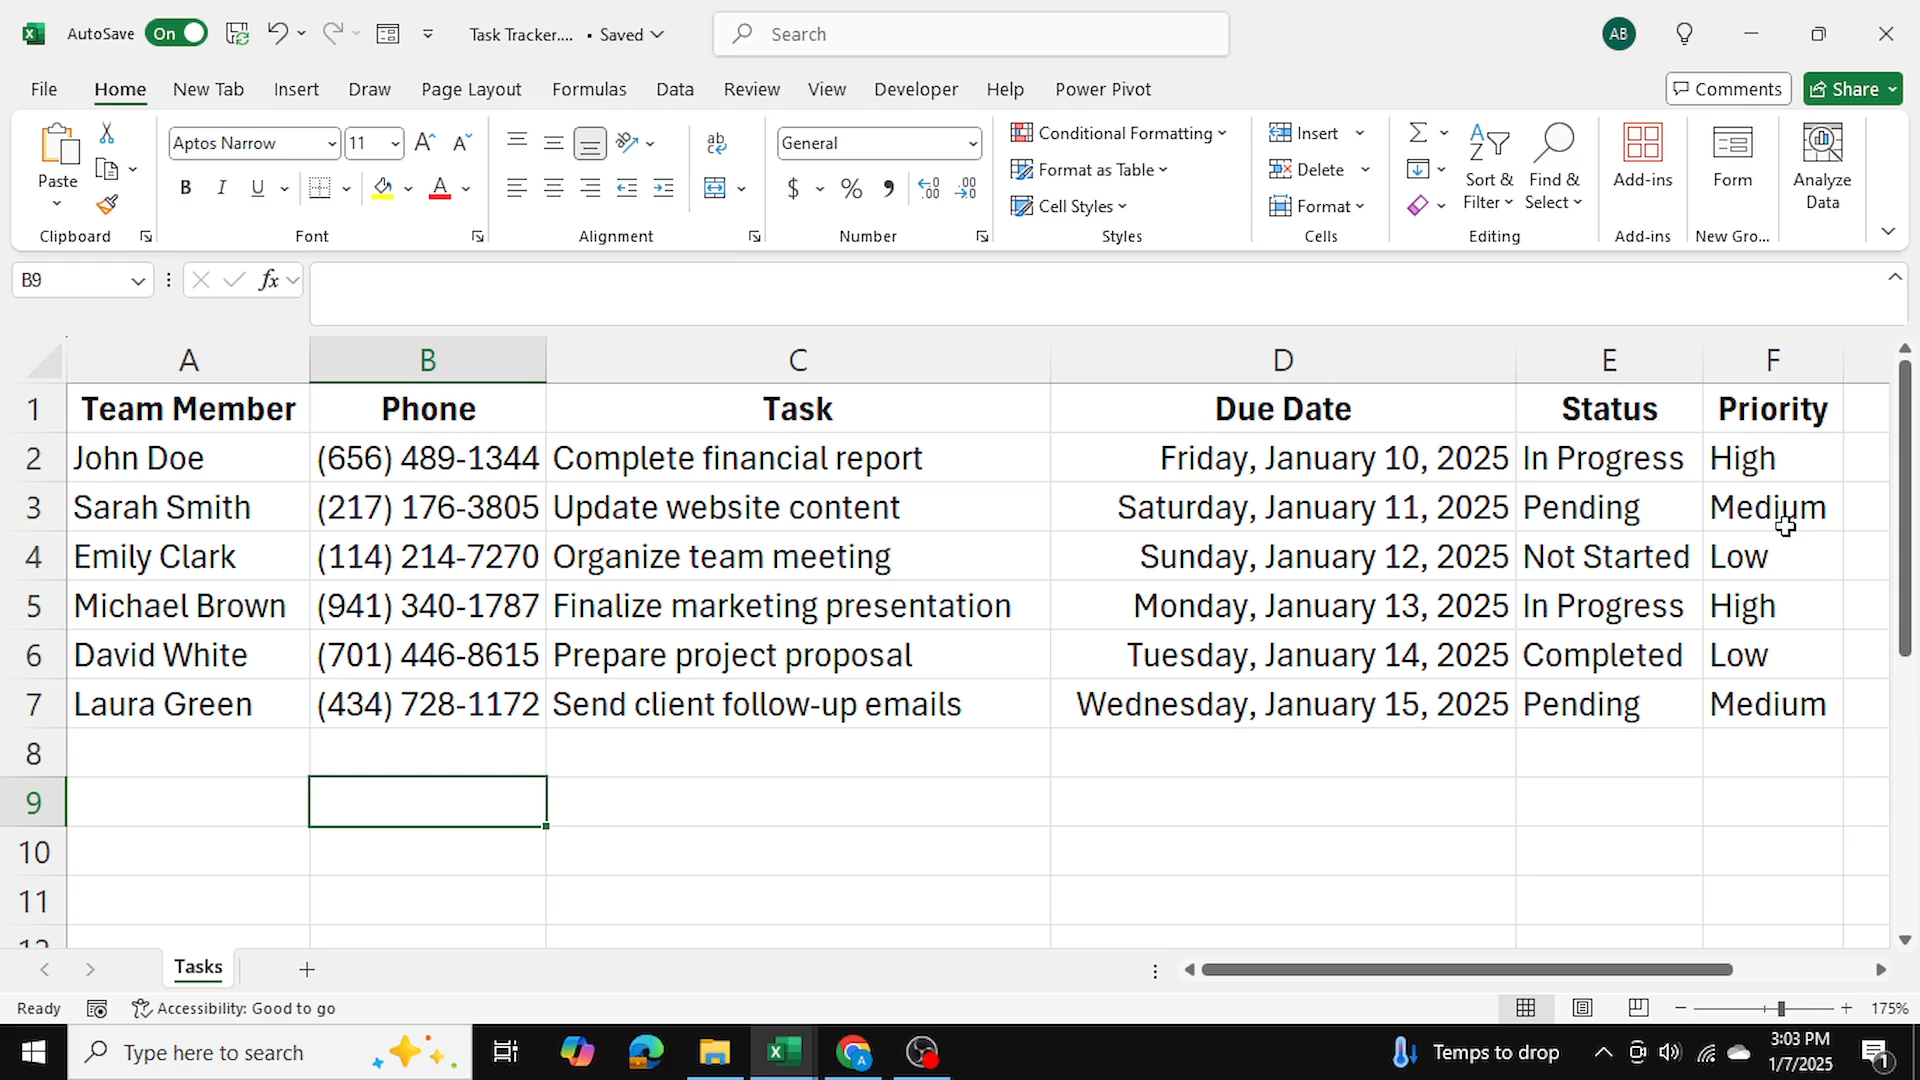 AutoSave On Task Tracker.... • Saved Search AB
File Home New Tab Insert Draw Page Layout Formulas Data Review View Developer Help Power Pivot Comments Share
Paste Aptos Narrow 11 General Conditional Formatting Insert Sort & Filter Find & Select Add-ins Form Analyze Data
Format as Table Delete
B I U A $ % Cell Styles Format
Clipboard Font Alignment Number Styles Cells Editing Add-ins New Gro...
B9 fx
A B C D E F
1 Team Member Phone Task Due Date Status Priority
2 John Doe (656) 489-1344 Complete financial report Friday, January 10, 2025 In Progress High
3 Sarah Smith (217) 176-3805 Update website content Saturday, January 11, 2025 Pending Medium
4 Emily Clark (114) 214-7270 Organize team meeting Sunday, January 12, 2025 Not Started Low
5 Michael Brown (941) 340-1787 Finalize marketing presentation Monday, January 13, 2025 In Progress High
6 David White (701) 446-8615 Prepare project proposal Tuesday, January 14, 2025 Completed Low
7 Laura Green (434) 728-1172 Send client follow-up emails Wednesday, January 15, 2025 Pending Medium
8
9
10
11
12
Tasks
Ready Accessibility: Good to go 175%
Type here to search Temps to drop 3:03 PM
1/7/2025 1